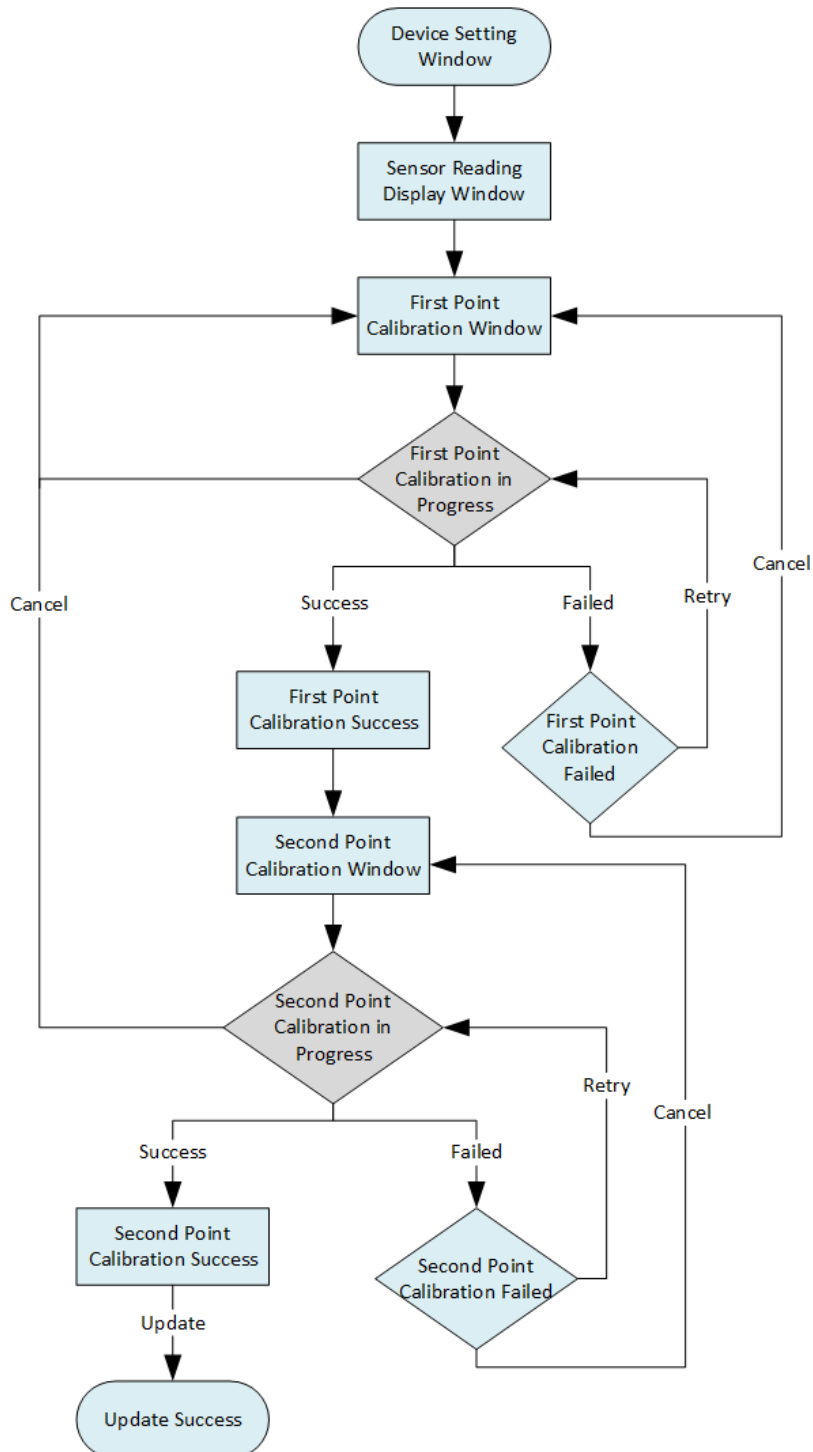 Device Setting
Window
Sensor Reading
Display Window
First Point
Calibration Window
First Point
Calibration in
Progress
Cancel
Cancel
Retry
Success
Failed
First Point
Calibration Success
First Point
Calibration
Failed
Second Point
Calibration Window
Second Point
Calibration in
Progress
Retry
Cancel
Success
Failed
Second Point
Calibration Success
Second Point
Calibration Failed
Update
Update Success